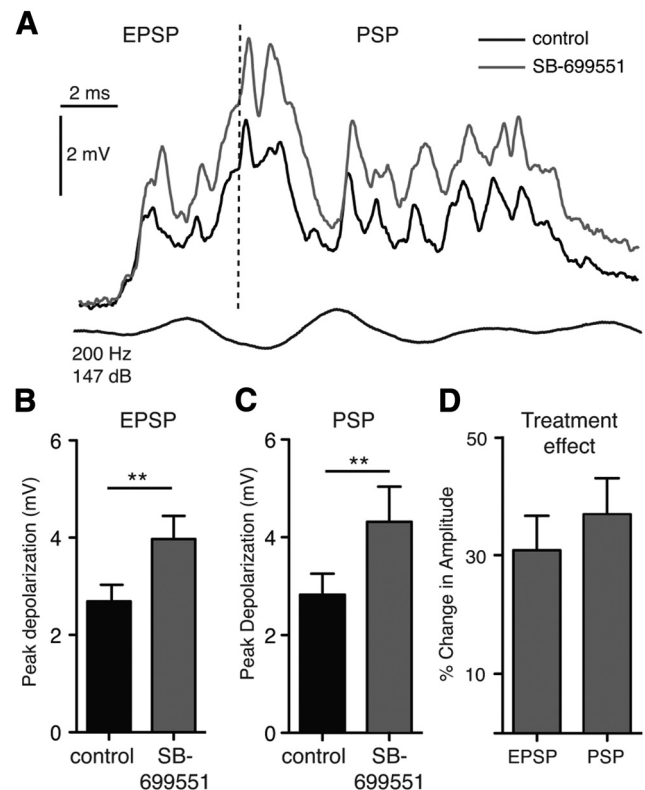 A
EPSP
PSP
control
SB-699551
2 ms
2 mV
200 Hz
147 dB
B
EPSP
Peak depolarization (mV)
6
4
2
0
**
control
SB-
699551
C
PSP
Peak Depolarization (mV)
6
4
2
0
**
control
SB-
699551
D
Treatment
effect
% Change in Amplitude
50
30
10
EPSP
PSP